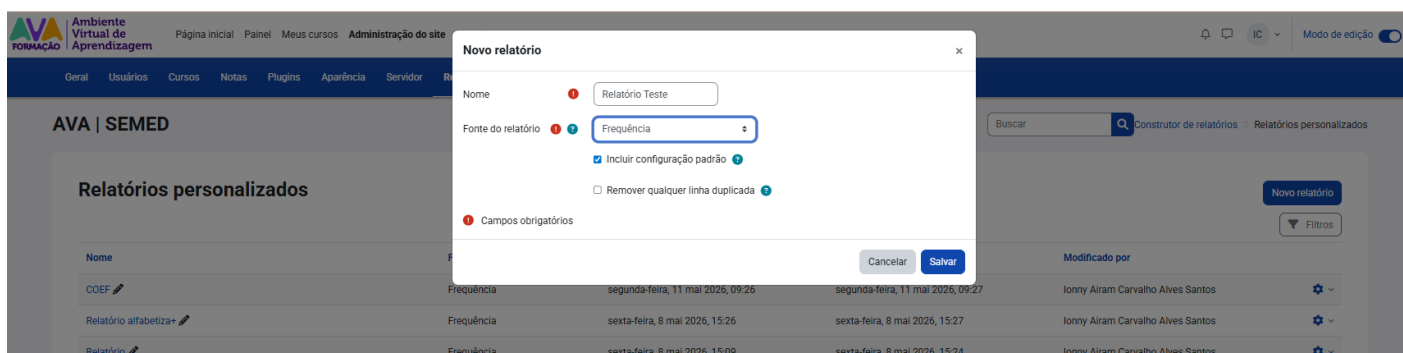 AVA FORMAÇÃO Ambiente Virtual de Aprendizagem
Página inicial Painel Meus cursos Administração do site
IC Modo de edição
Geral Usuários Cursos Notas Plugins Aparência Servidor
AVA | SEMED
Buscar
Construtor de relatórios Relatórios personalizados
Novo relatório ×
Nome Relatório Teste
Fonte do relatório Frequência
Incluir configuração padrão
Remover qualquer linha duplicada
Campos obrigatórios
Cancelar Salvar
Relatórios personalizados
Novo relatório
Filtros
Nome Modificado por
COEF Frequência segunda-feira, 11 mai 2026, 09:26 segunda-feira, 11 mai 2026, 09:27 Ionny Airam Carvalho Alves Santos
Relatório alfabetiza+ Frequência sexta-feira, 8 mai 2026, 15:26 sexta-feira, 8 mai 2026, 15:27 Ionny Airam Carvalho Alves Santos
Relatório Frequência sexta-feira, 8 mai 2026, 15:09 sexta-feira, 8 mai 2026, 15:24 Ionny Airam Carvalho Alves Santos